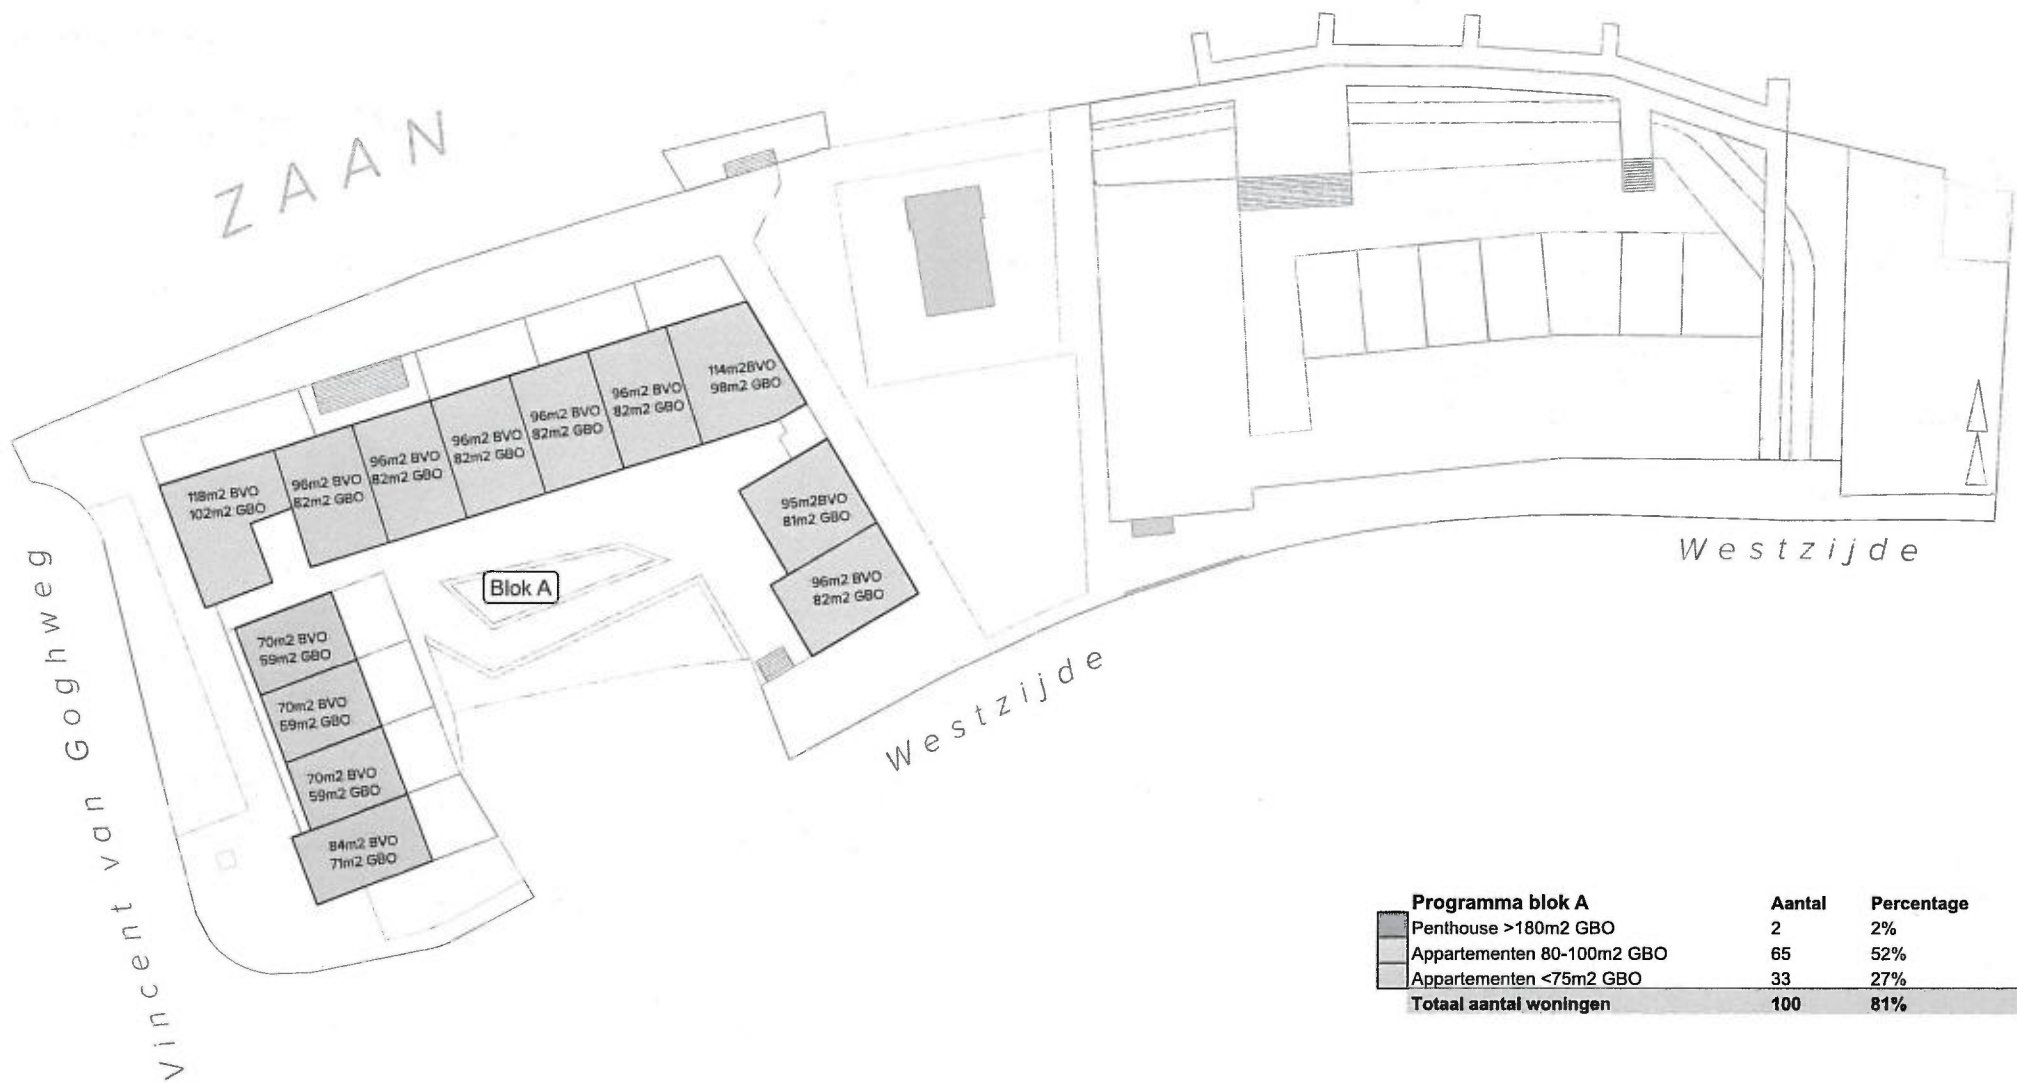 ZAAN
114m2BVO
98m2 GBO
96m2 BVO
82m2 GBO
96m2 BVO
82m2 GBO
96m2 BVO
82m2 GBO
96m2 BVO
82m2 GBO
96m2 BVO
82m2 GBO
118m2 BVO
102m2 GBO
95m2BVO
81m2 GBO
96m2 BVO
82m2 GBO
Blok A
70m2 BVO
59m2 GBO
70m2 BVO
59m2 GBO
70m2 BVO
59m2 GBO
84m2 BVO
71m2 GBO
Westzijde
Westzijde
Vincent van Goghweg
Programma blok A Aantal Percentage
Penthouse >180m2 GBO 2 2%
Appartementen 80-100m2 GBO 65 52%
Appartementen <75m2 GBO 33 27%
Totaal aantal woningen 100 81%